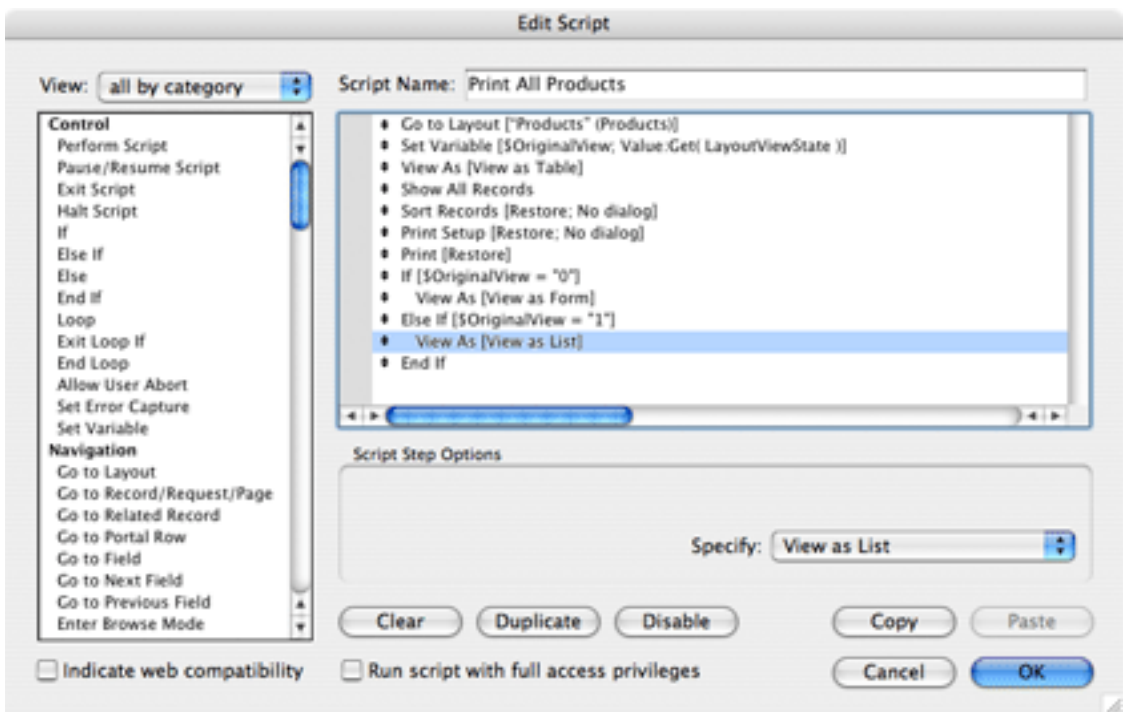 Edit Script
View: all by category
Script Name: Print All Products
Control
Perform Script
Pause/Resume Script
Exit Script
Halt Script
If
Else If
Else
End If
Loop
Exit Loop If
End Loop
Allow User Abort
Set Error Capture
Set Variable
Navigation
Go to Layout
Go to Record/Request/Page
Go to Related Record
Go to Portal Row
Go to Field
Go to Next Field
Go to Previous Field
Enter Browse Mode
Go to Layout ["Products" (Products)]
Set Variable [$OriginalView; Value:Get( LayoutViewState )]
View As [View as Table]
Show All Records
Sort Records [Restore; No dialog]
Print Setup [Restore; No dialog]
Print [Restore]
If [$OriginalView = "0"]
View As [View as Form]
Else If [$OriginalView = "1"]
View As [View as List]
End If
Script Step Options
Specify: View as List
Clear Duplicate Disable Copy Paste
Indicate web compatibility
Run script with full access privileges
Cancel OK